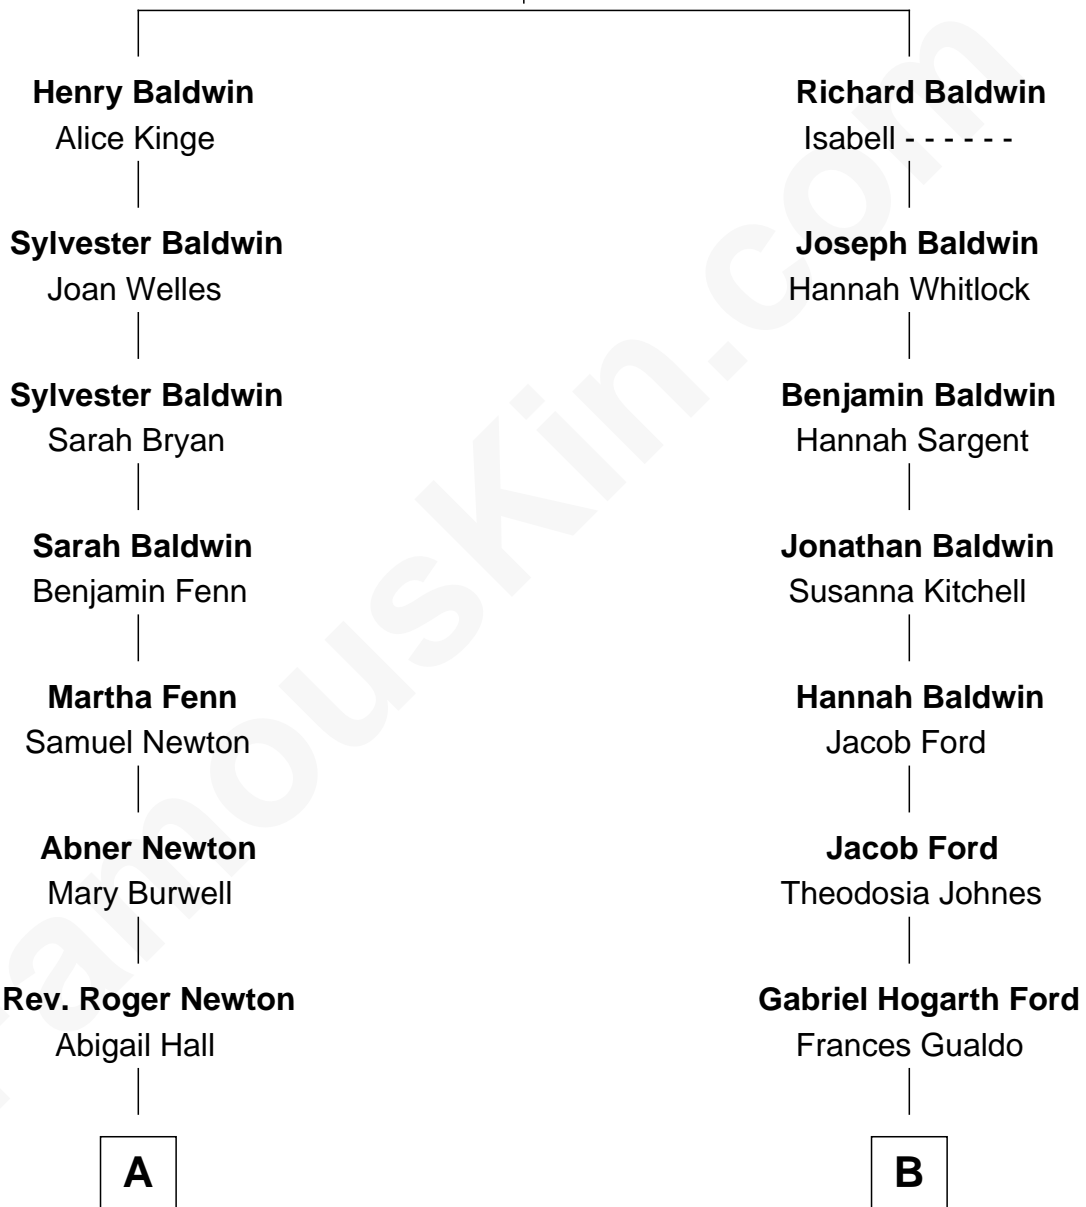 Henry Baldwin
Alice Kinge
Richard Baldwin
Isabell - - - - - -
Sylvester Baldwin
Joan Welles
Joseph Baldwin
Hannah Whitlock
Sylvester Baldwin
Sarah Bryan
Benjamin Baldwin
Hannah Sargent
Sarah Baldwin
Benjamin Fenn
Jonathan Baldwin
Susanna Kitchell
Martha Fenn
Samuel Newton
Hannah Baldwin
Jacob Ford
Abner Newton
Mary Burwell
Jacob Ford
Theodosia Johnes
Rev. Roger Newton
Abigail Hall
Gabriel Hogarth Ford
Frances Gualdo
A
B
FamousKin.com